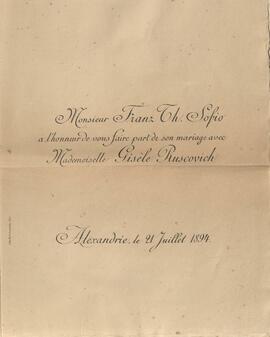 Monsieur Franz Th. Sofio
a l'honneur de vous faire part de son mariage avec
Mademoiselle Gisèle Ruscovich
Alexandrie, le 21 Juillet 1894.